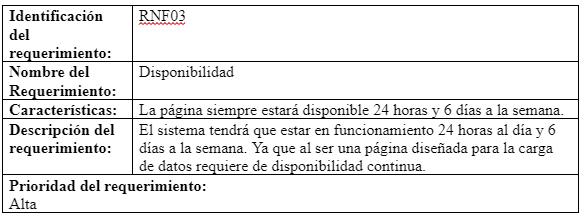 Identificación
del
requerimiento:
RNF03
Nombre del
Requerimiento:
Disponibilidad
Características:
La página siempre estará disponible 24 horas y 6 días a la semana.
Descripción del
requerimiento:
El sistema tendrá que estar en funcionamiento 24 horas al día y 6
días a la semana. Ya que al ser una página diseñada para la carga
de datos requiere de disponibilidad continua.
Prioridad del requerimiento:
Alta